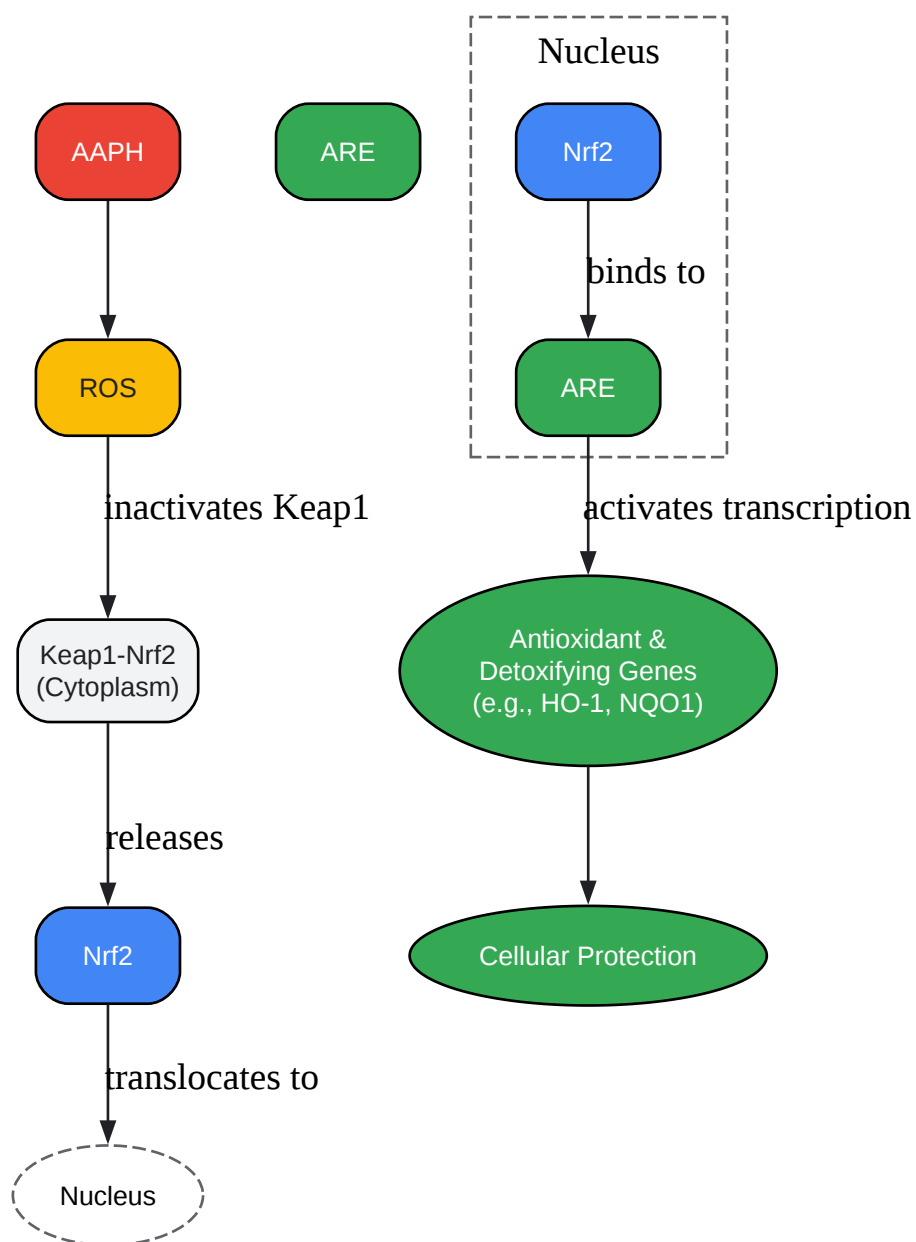 Nucleus
AAPH
ARE
Nrf2
binds to
ROS
ARE
inactivates Keap1
activates transcription
Keap1-Nrf2
(Cytoplasm)
Antioxidant &
Detoxifying Genes
(e.g., HO-1, NQO1)
releases
Nrf2
Cellular Protection
translocates to
Nucleus